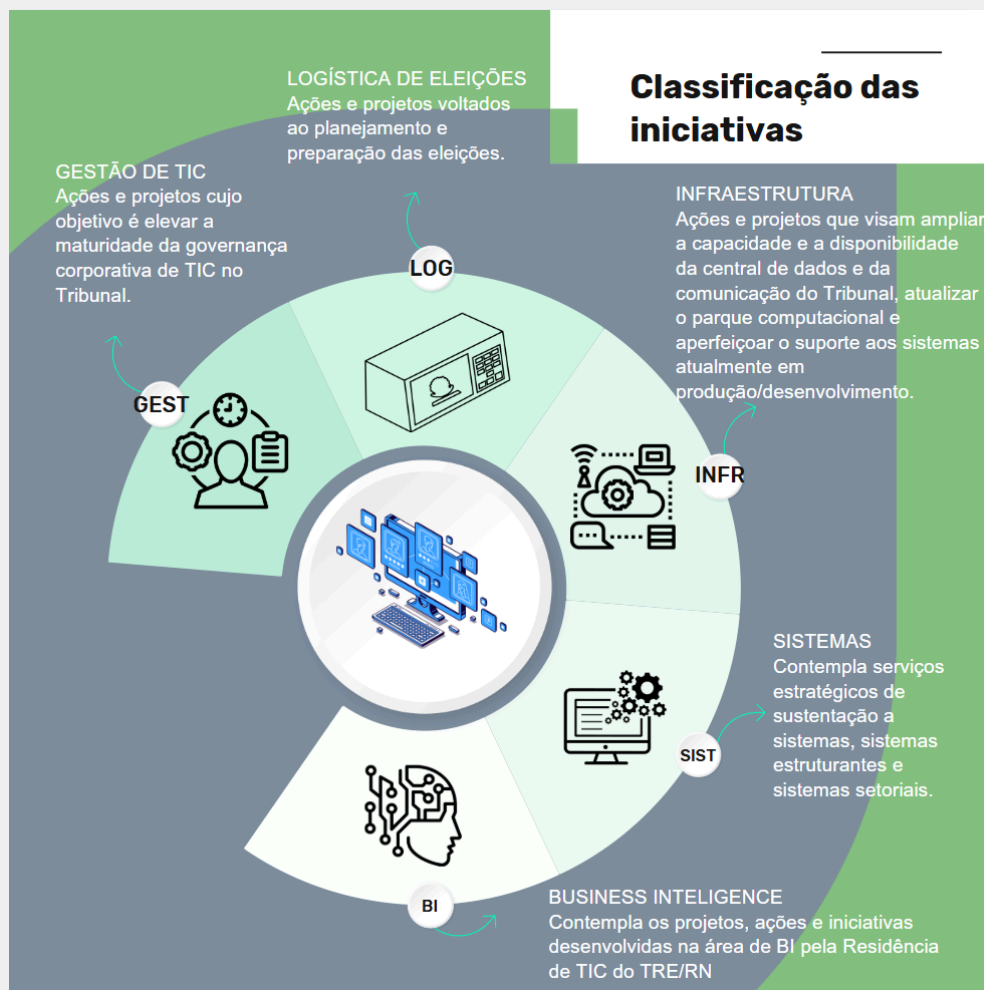 Classificação das
iniciativas
LOGÍSTICA DE ELEIÇÕES
Ações e projetos voltados
ao planejamento e
preparação das eleições.
GESTÃO DE TIC
Ações e projetos cujo
objetivo é elevar a
maturidade da governança
corporativa de TIC no
Tribunal.
INFRAESTRUTURA
Ações e projetos que visam ampliar
a capacidade e a disponibilidade
da central de dados e da
comunicação do Tribunal, atualizar
o parque computacional e
aperfeiçoar o suporte aos sistemas
atualmente em
produção/desenvolvimento.
LOG
GEST
INFR
SISTEMAS
Contempla serviços
estratégicos de
sustentação a
sistemas, sistemas
estruturantes e
sistemas setoriais.
SIST
BI
BUSINESS INTELIGENCE
Contempla os projetos, ações e iniciativas
desenvolvidas na área de BI pela Residência
de TIC do TRE/RN